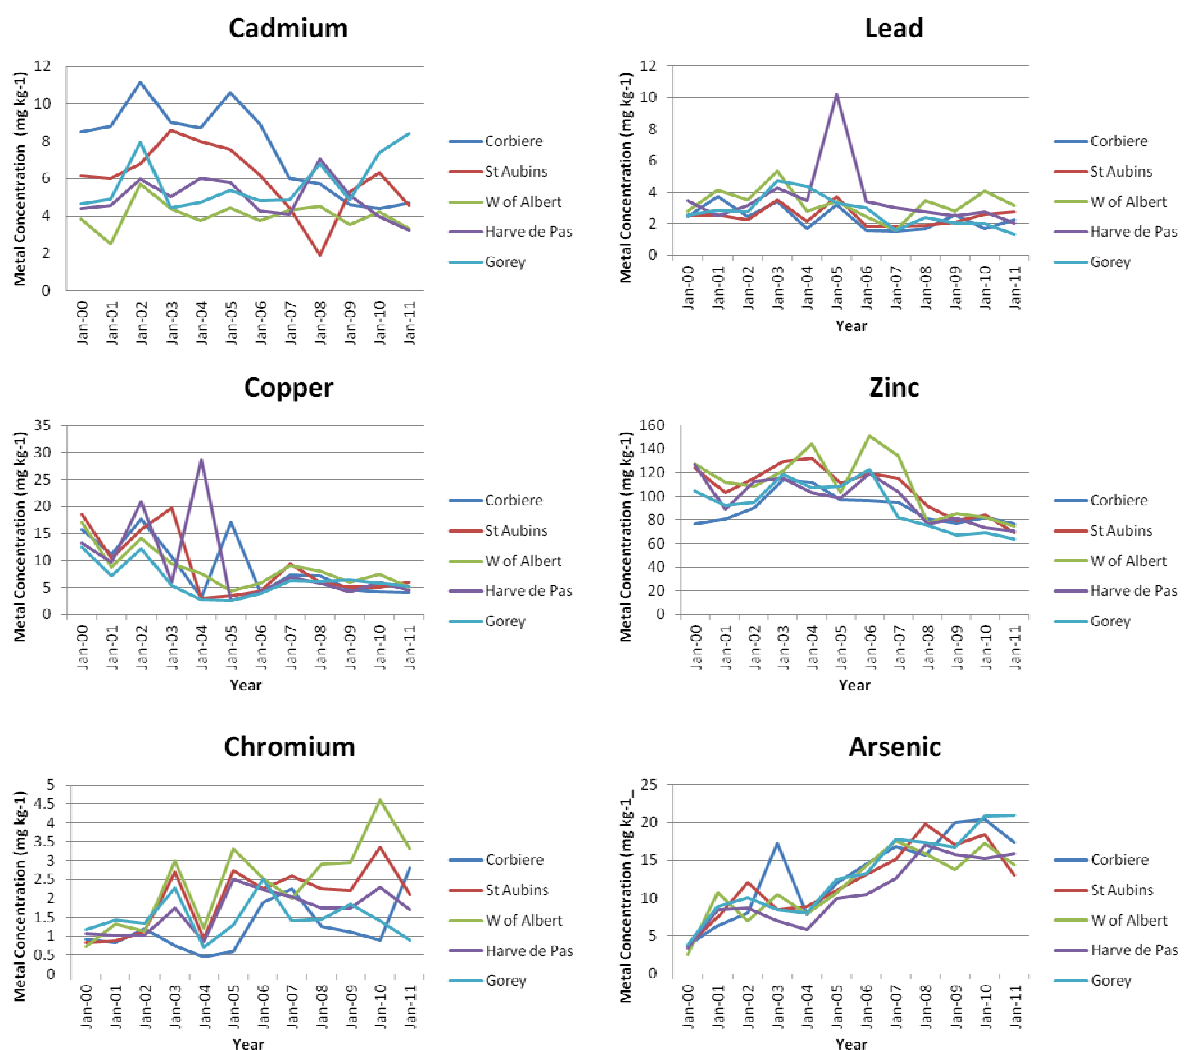 Cadmium
Metal Concentration (mg kg-1)
12
10
8
6
4
2
0
Jan-00
Jan-01
Jan-02
Jan-03
Jan-04
Jan-05
Jan-06
Jan-07
Jan-08
Jan-09
Jan-10
Jan-11
Corbiere
St Aubins
W of Albert
Harve de Pas
Gorey
Lead
Metal Concentration (mg kg-1)
12
10
8
6
4
2
0
Jan-00
Jan-01
Jan-02
Jan-03
Jan-04
Jan-05
Jan-06
Jan-07
Jan-08
Jan-09
Jan-10
Jan-11
Year
Corbiere
St Aubins
W of Albert
Harve de Pas
Gorey
Copper
Metal Concentration (mg kg-1)
35
30
25
20
15
10
5
0
Jan-00
Jan-01
Jan-02
Jan-03
Jan-04
Jan-05
Jan-06
Jan-07
Jan-08
Jan-09
Jan-10
Jan-11
Year
Corbiere
St Aubins
W of Albert
Harve de Pas
Gorey
Zinc
Metal Concentration (mg kg-1)
160
140
120
100
80
60
40
20
0
Jan-00
Jan-01
Jan-02
Jan-03
Jan-04
Jan-05
Jan-06
Jan-07
Jan-08
Jan-09
Jan-10
Jan-11
Year
Corbiere
St Aubins
W of Albert
Harve de Pas
Gorey
Chromium
Metal Concentration (mg kg-1)
5
4.5
4
3.5
3
2.5
2
1.5
1
0.5
0
Jan-00
Jan-01
Jan-02
Jan-03
Jan-04
Jan-05
Jan-06
Jan-07
Jan-08
Jan-09
Jan-10
Jan-11
Year
Corbiere
St Aubins
W of Albert
Harve de Pas
Gorey
Arsenic
Metal Concentration (mg kg-1_
25
20
15
10
5
0
Jan-00
Jan-01
Jan-02
Jan-03
Jan-04
Jan-05
Jan-06
Jan-07
Jan-08
Jan-09
Jan-10
Jan-11
Year
Corbiere
St Aubins
W of Albert
Harve de Pas
Gorey